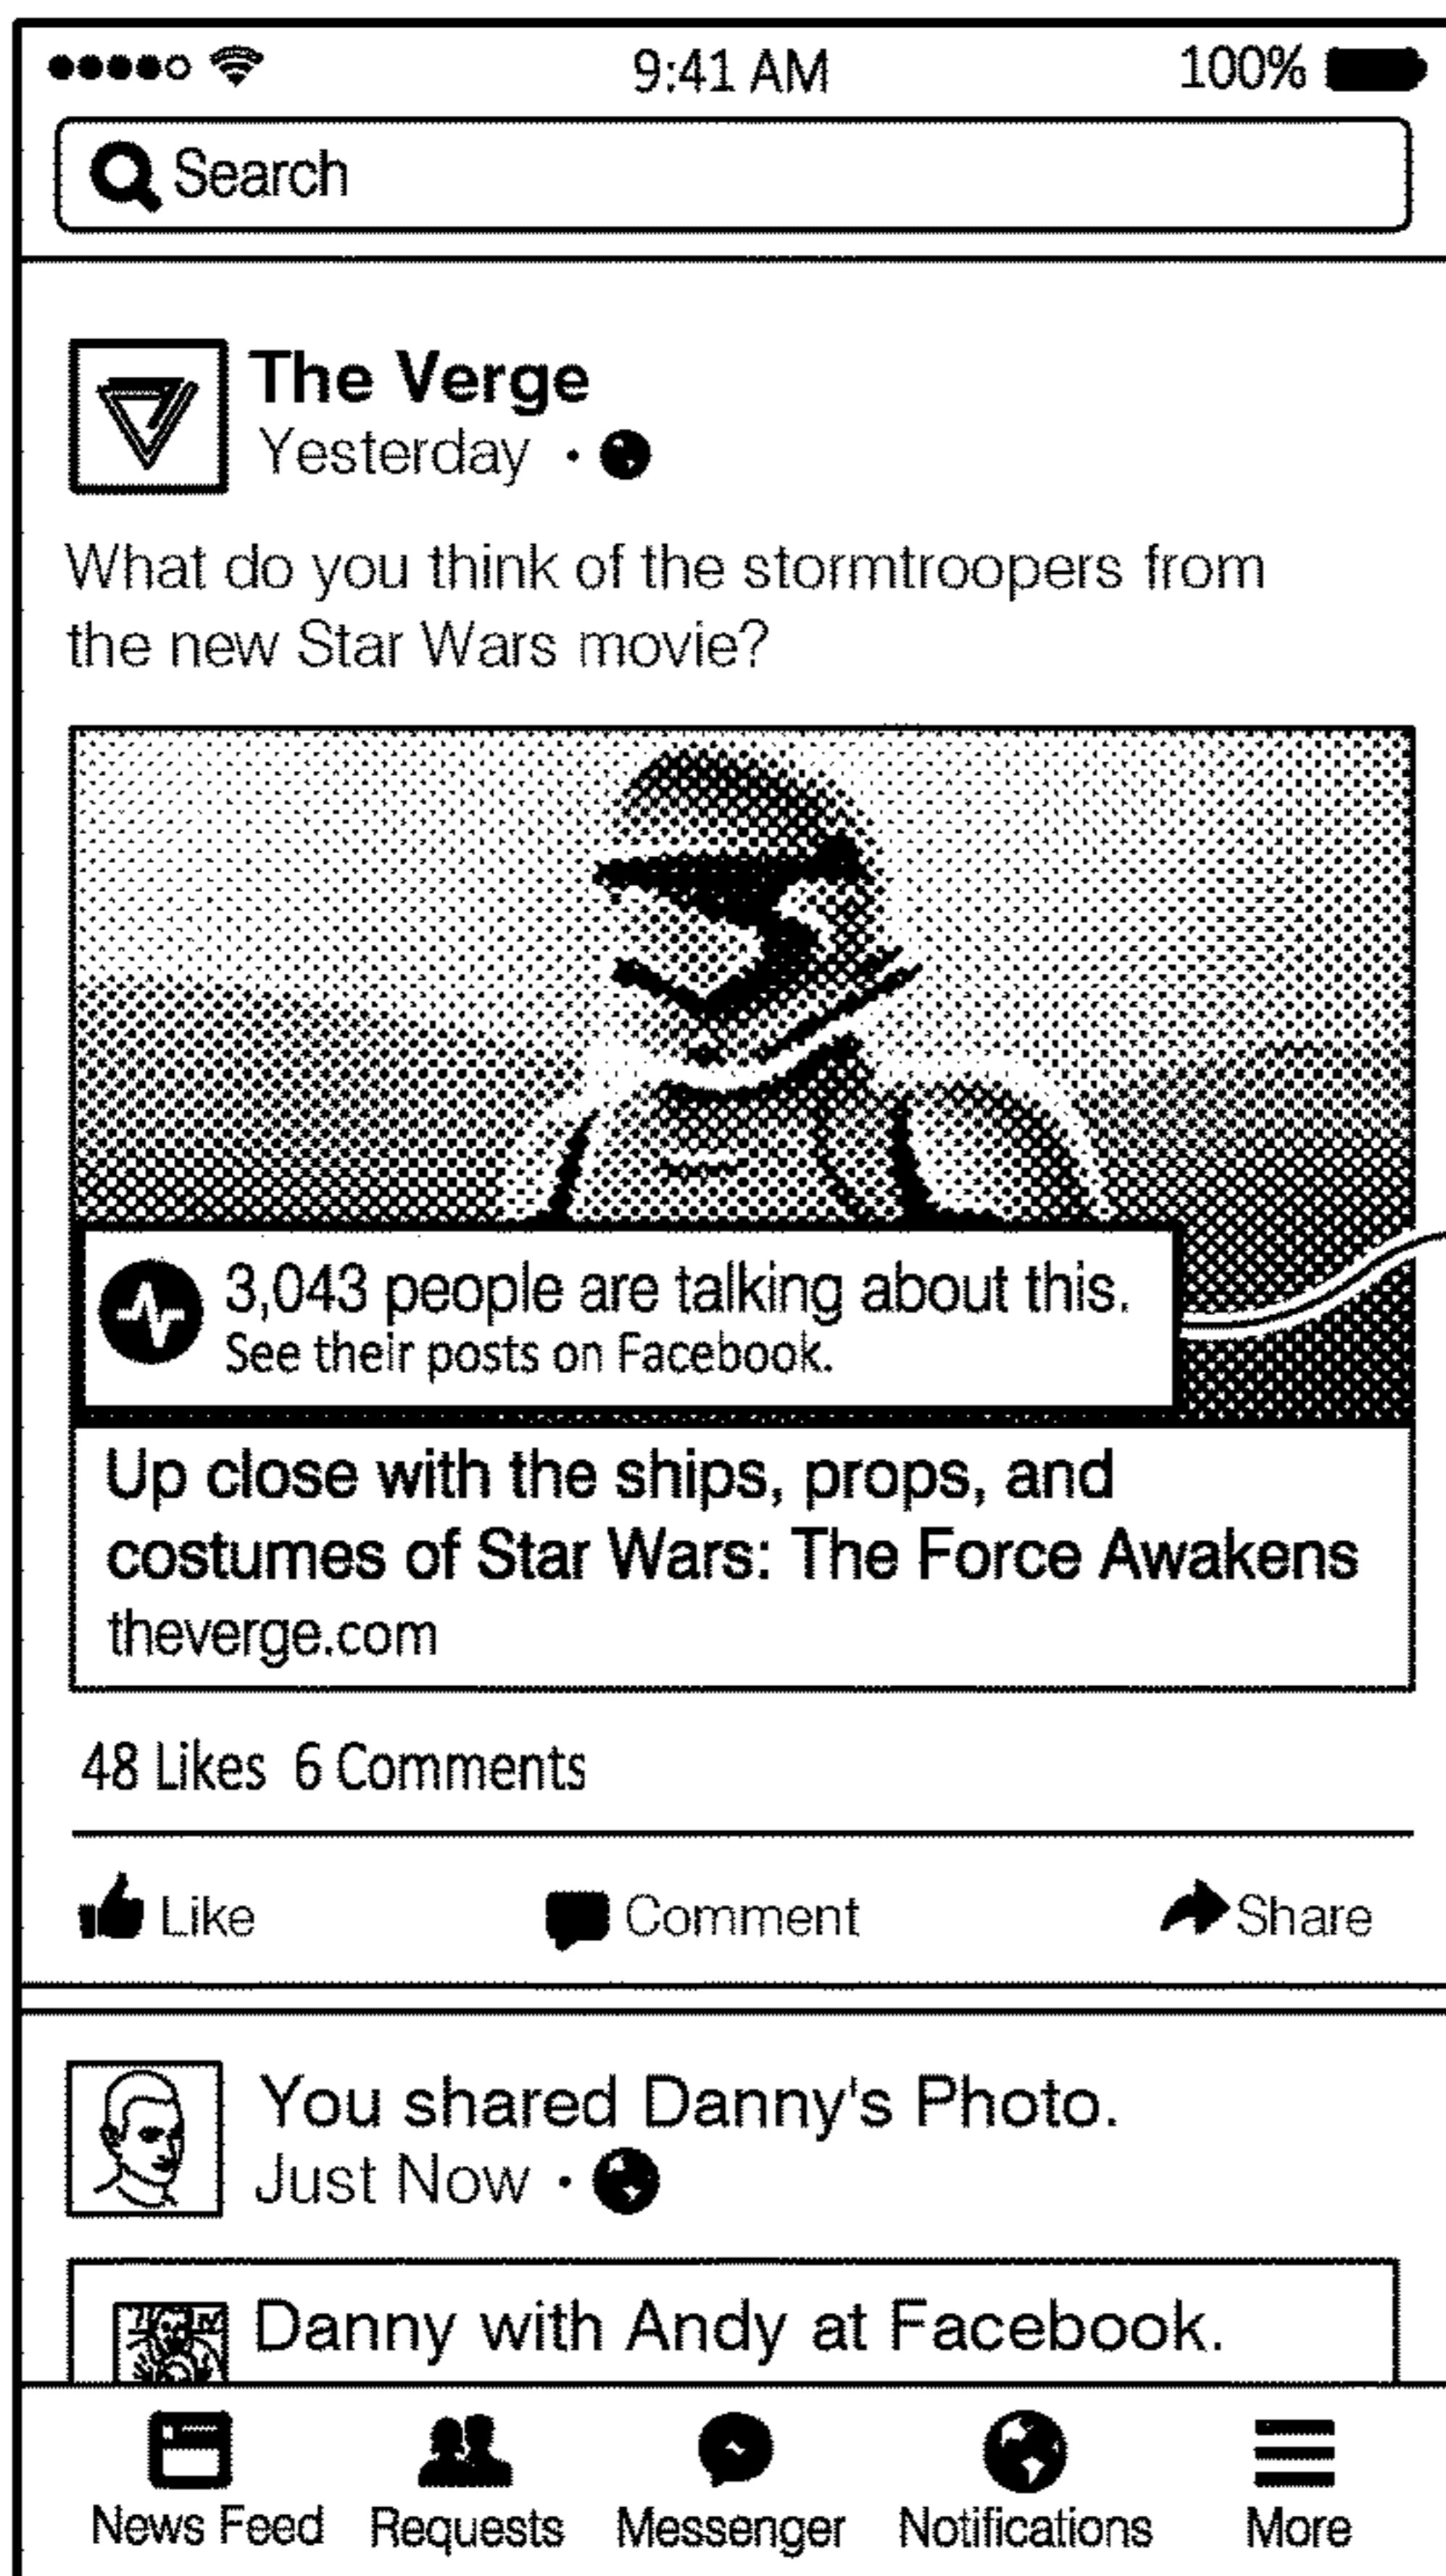 9:41 AM 100%
Search
The Verge
Yesterday ·
What do you think of the stormtroopers from
the new Star Wars movie?
3,043 people are talking about this.
See their posts on Facebook.
Up close with the ships, props, and
costumes of Star Wars: The Force Awakens
theverge.com
48 Likes 6 Comments
Like Comment Share
You shared Danny's Photo.
Just Now ·
Danny with Andy at Facebook.
News Feed Requests Messenger Notifications More